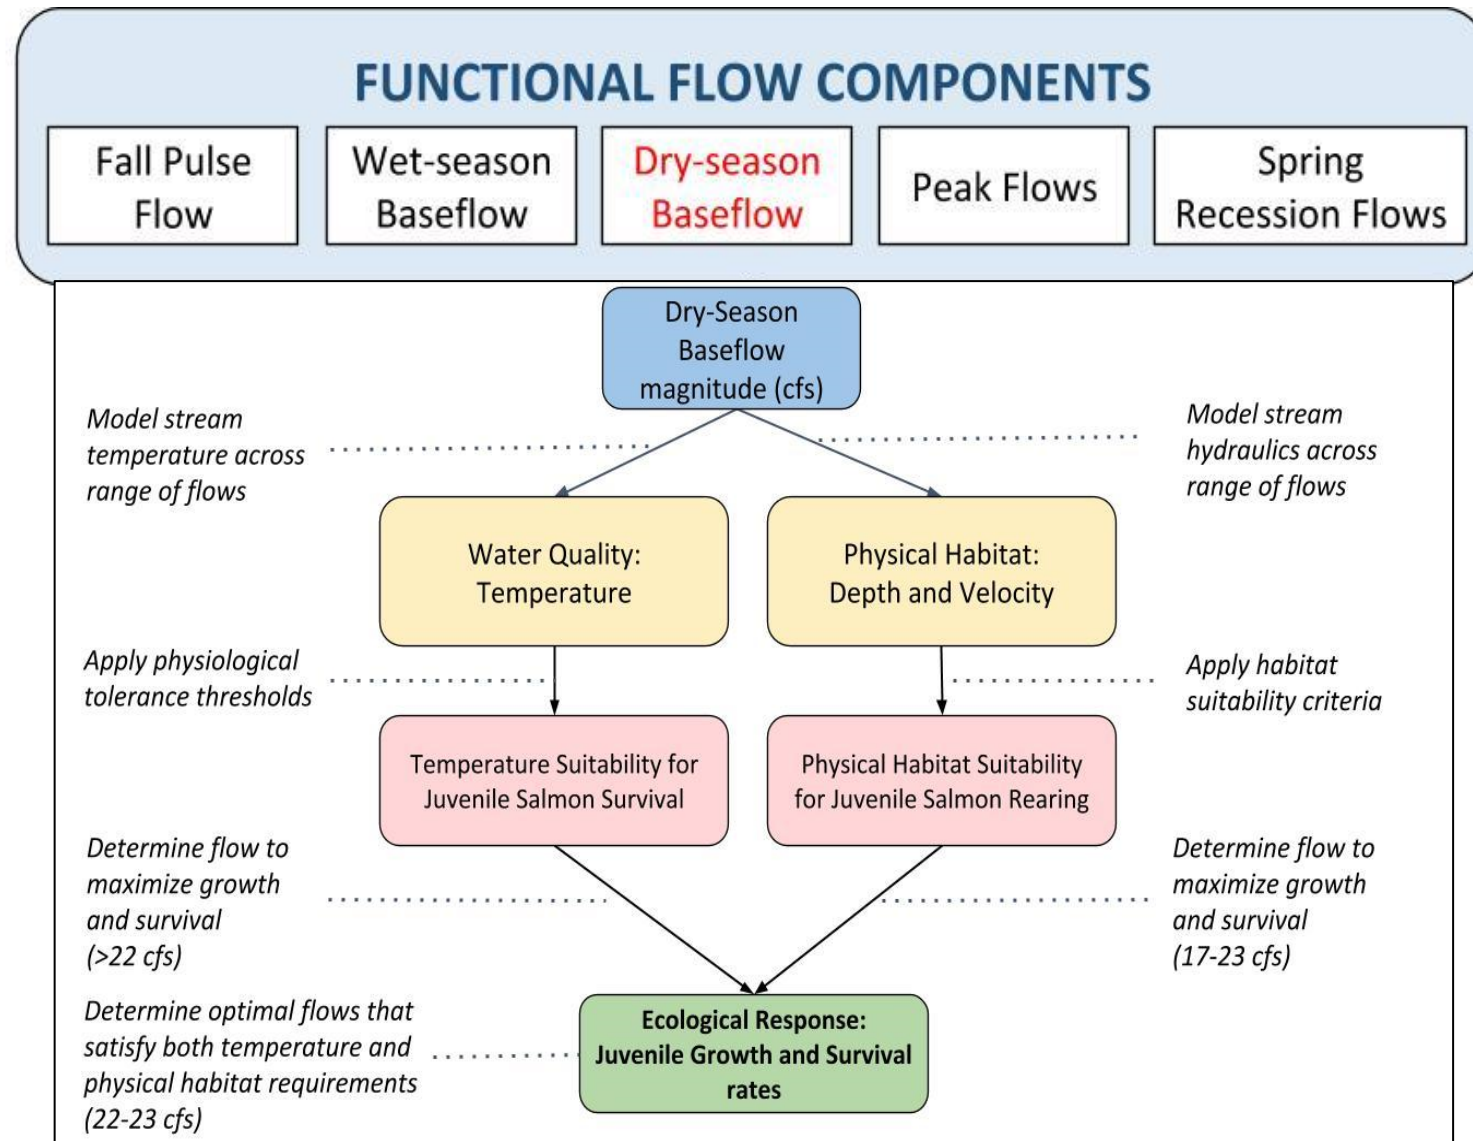 FUNCTIONAL FLOW COMPONENTS
Fall Pulse
Flow
Wet-season
Baseflow
Dry-season
Baseflow
Peak Flows
Spring
Recession Flows
Dry-Season
Baseflow
magnitude (cfs)
Model stream
temperature across
range of flows
Model stream
hydraulics across
range of flows
Water Quality:
Temperature
Physical Habitat:
Depth and Velocity
Apply physiological
tolerance thresholds
Apply habitat
suitability criteria
Temperature Suitability for
Juvenile Salmon Survival
Physical Habitat Suitability
for Juvenile Salmon Rearing
Determine flow to
maximize growth
and survival
(>22 cfs)
Determine flow to
maximize growth
and survival
(17-23 cfs)
Determine optimal flows that
satisfy both temperature and
physical habitat requirements
(22-23 cfs)
Ecological Response:
Juvenile Growth and Survival
rates